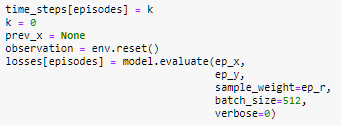 time_steps[episodes] = k
k = 0
prev_x = None
observation = env.reset()
losses[episodes] = model.evaluate(ep_x,
                                  ep_y,
                                  sample_weight=ep_r,
                                  batch_size=512,
                                  verbose=0)